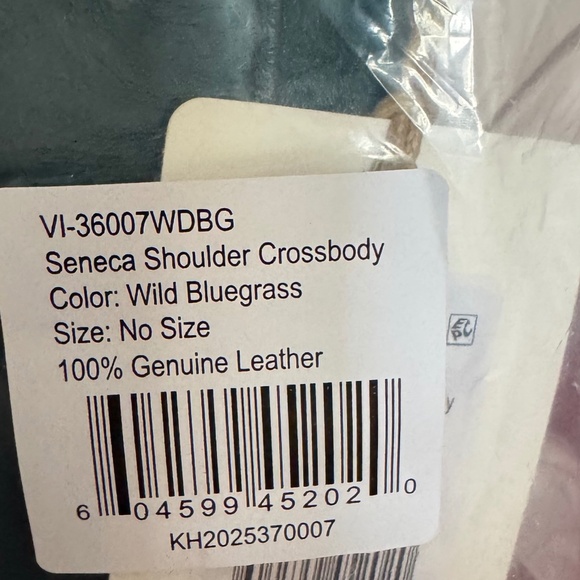 VI-36007WDBG
Seneca Shoulder Crossbody
Color: Wild Bluegrass
Size: No Size
100% Genuine Leather
6 04599 45202 0
KH2025370007
y